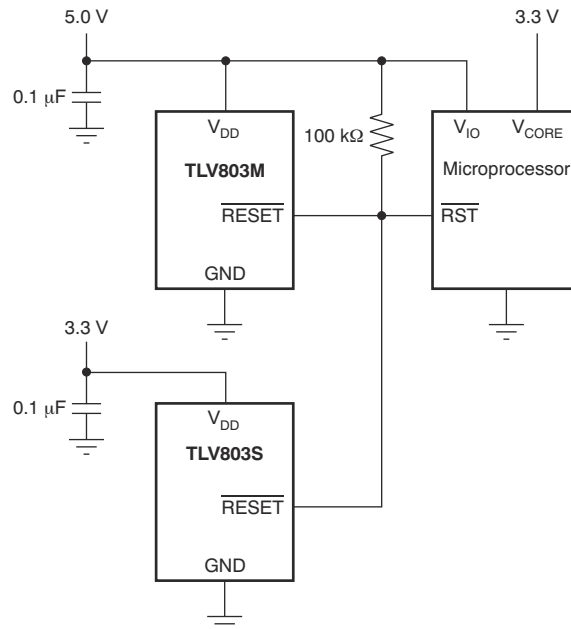 5.0 V
3.3 V
0.1 μF
V_DD
100 kΩ
V_IO
V_CORE
TLV803M
Microprocessor
RESET
RST
GND
3.3 V
0.1 μF
V_DD
TLV803S
RESET
GND